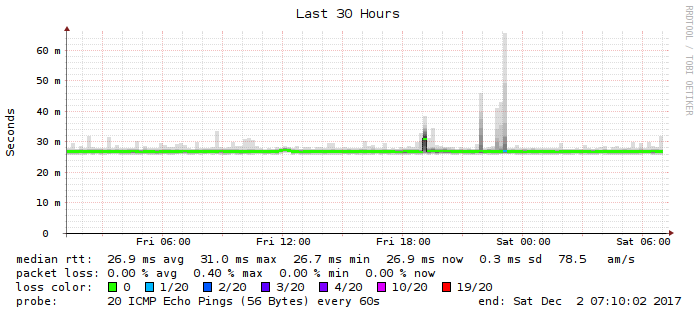 Last 30 Hours
RRDTOOL / TOBI OETIKER
Seconds
60 m
50 m
40 m
30 m
20 m
10 m
0
Fri 06:00 Fri 12:00 Fri 18:00 Sat 00:00 Sat 06:00
median rtt: 26.9 ms avg 31.0 ms max 26.7 ms min 26.9 ms now 0.3 ms sd 78.5 am/s
packet loss: 0.00 % avg 0.40 % max 0.00 % min 0.00 % now
loss color: 0 1/20 2/20 3/20 4/20 10/20 19/20
probe: 20 ICMP Echo Pings (56 Bytes) every 60s end: Sat Dec 2 07:10:02 2017